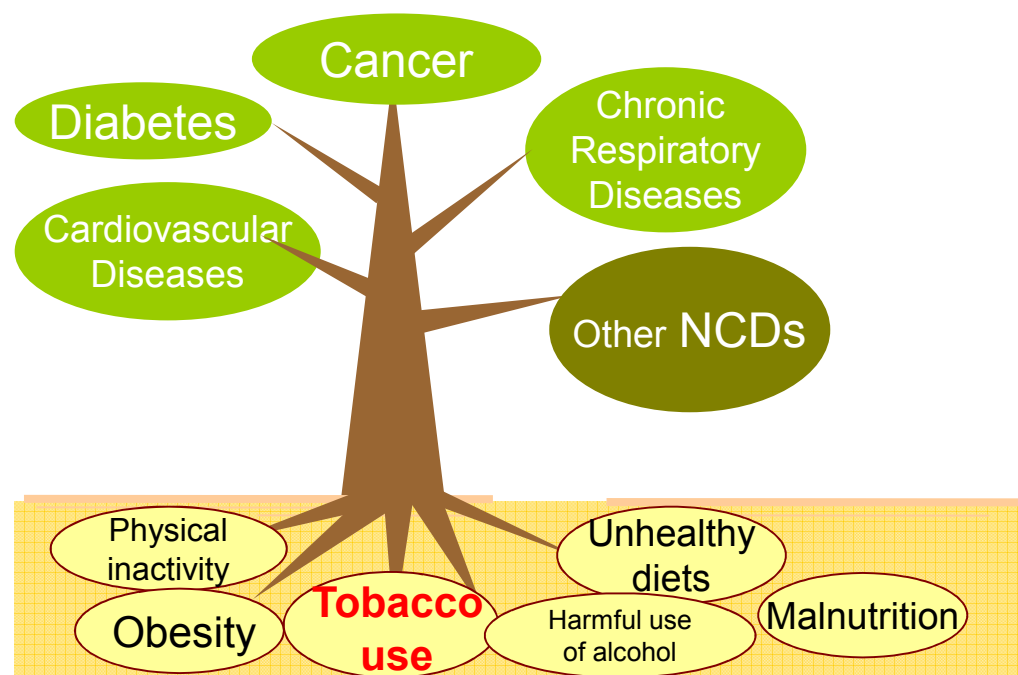 Cancer
Diabetes
Chronic
Respiratory
Diseases
Cardiovascular
Diseases
Other NCDs
Physical
inactivity
Unhealthy
diets
Obesity
Tobacco
use
Harmful use
of alcohol
Malnutrition